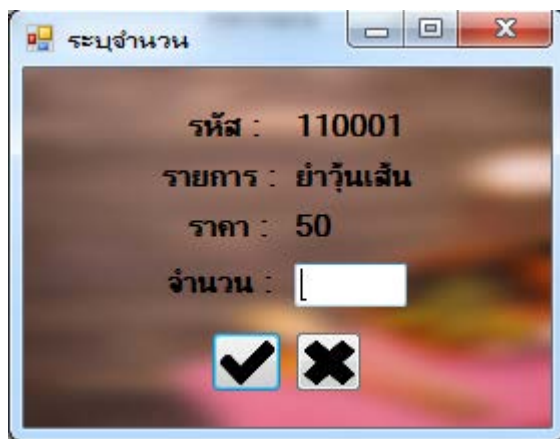 ระบุจำนวน
รหัส : 110001
รายการ : ยำวุ้นเส้น
ราคา : 50
จำนวน :